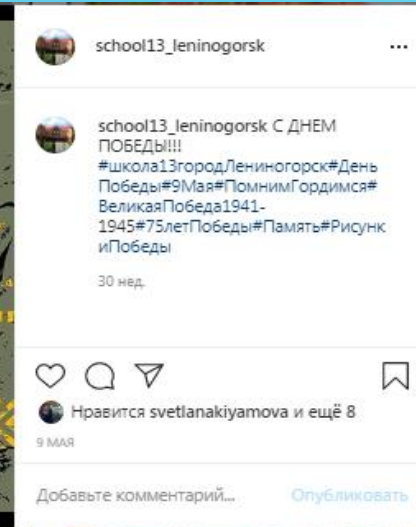 school13_leninogorsk
school13_leninogorsk С ДНЕМ
ПОБЕДЫ!!!
#школа13городЛениногорск#День
Победы#9Мая#ПомнимГордимся#
ВеликаяПобеда1941-
1945#75летПобеды#Память#Рисунк
иПобеды
30 нед.
Нравится svetlanakiyamova и ещё 8
9 МАЯ
Добавьте комментарий... Опубликовать